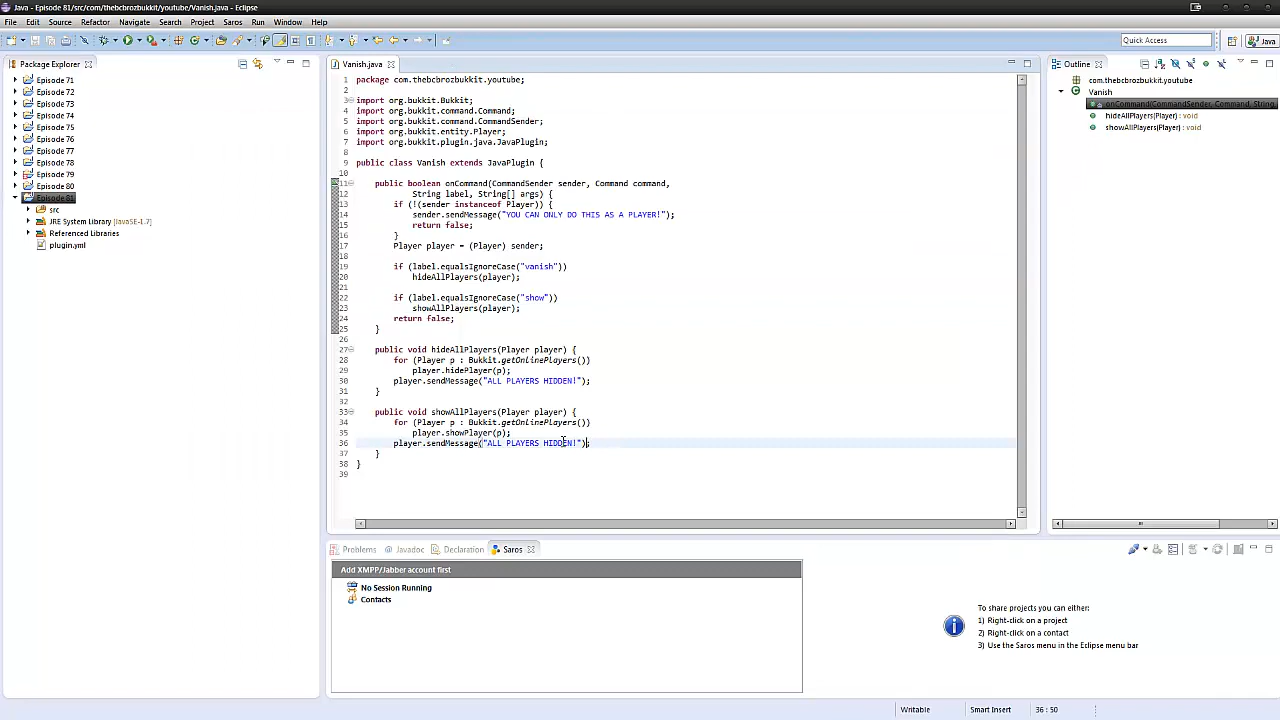 Java - Episode 81/src/com/thebcbrozbukkit/youtube/Vanish.java - Eclipse
File Edit Source Refactor Navigate Search Project Saros Run Window Help
Quick Access
Java
Package Explorer
Episode 71
Episode 72
Episode 73
Episode 74
Episode 75
Episode 76
Episode 77
Episode 78
Episode 79
Episode 80
Episode 81
src
JRE System Library [JavaSE-1.7]
Referenced Libraries
plugin.yml
Vanish.java
1 package com.thebcbrozbukkit.youtube;
2
3 import org.bukkit.Bukkit;
4 import org.bukkit.command.Command;
5 import org.bukkit.command.CommandSender;
6 import org.bukkit.entity.Player;
7 import org.bukkit.plugin.java.JavaPlugin;
8
9 public class Vanish extends JavaPlugin {
10
11 public boolean onCommand(CommandSender sender, Command command,
12 String label, String[] args) {
13 if (!(sender instanceof Player)) {
14 sender.sendMessage("YOU CAN ONLY DO THIS AS A PLAYER!");
15 return false;
16 }
17 Player player = (Player) sender;
18
19 if (label.equalsIgnoreCase("vanish"))
20 hideAllPlayers(player);
21
22 if (label.equalsIgnoreCase("show"))
23 showAllPlayers(player);
24 return false;
25 }
26
27 public void hideAllPlayers(Player player) {
28 for (Player p : Bukkit.getOnlinePlayers())
29 player.hidePlayer(p);
30 player.sendMessage("ALL PLAYERS HIDDEN!");
31 }
32
33 public void showAllPlayers(Player player) {
34 for (Player p : Bukkit.getOnlinePlayers())
35 player.showPlayer(p);
36 player.sendMessage("ALL PLAYERS HIDDEN!");
37 }
38 }
39
Outline
com.thebcbrozbukkit.youtube
Vanish
onCommand(CommandSender, Command, String
hideAllPlayers(Player) : void
showAllPlayers(Player) : void
Problems @ Javadoc Declaration Saros
Add XMPP/Jabber account first
No Session Running
Contacts
To share projects you can either:
1) Right-click on a project
2) Right-click on a contact
3) Use the Saros menu in the Eclipse menu bar
Writable Smart Insert 36 : 50